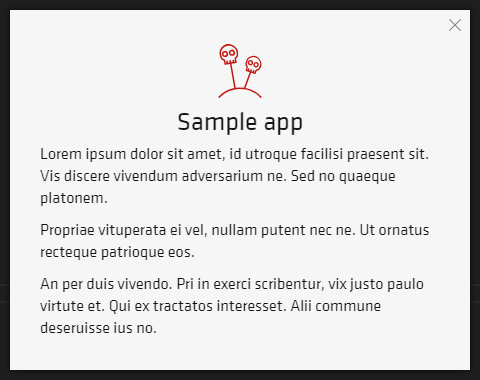 Sample app
Lorem ipsum dolor sit amet, id utroque facilisi praesent sit.
Vis discere vivendum adversarium ne. Sed no quaeque
platonem.
Propriae vituperata ei vel, nullam putent nec ne. Ut ornatus
recteque patrioque eos.
An per duis vivendo. Pri in exerci scribentur, vix justo paulo
virtute et. Qui ex tractatos interesset. Alii commune
deseruisse ius no.